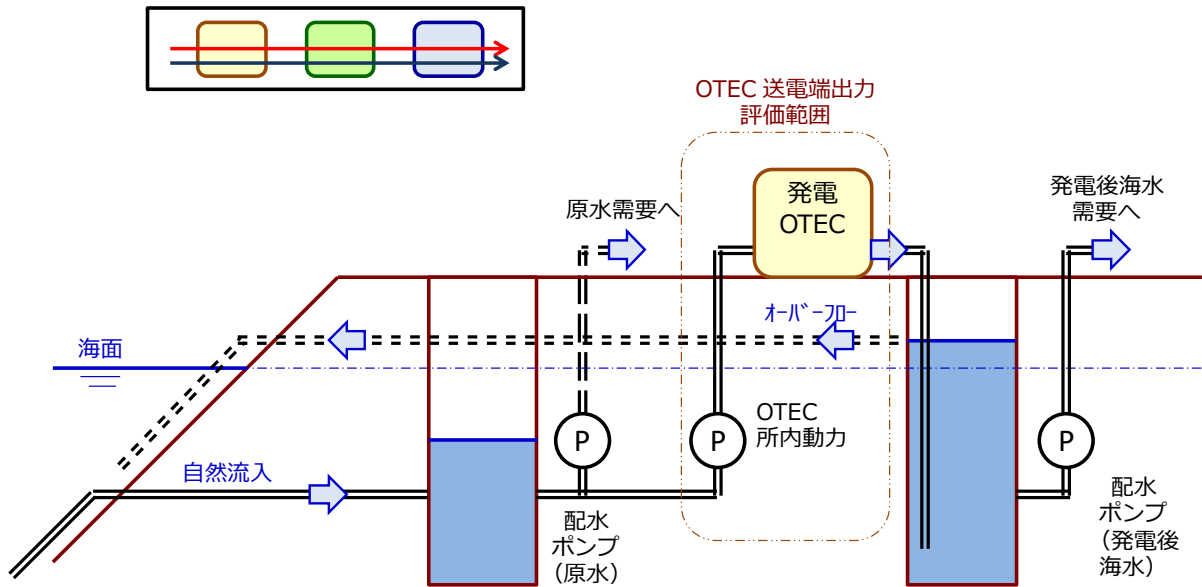 OTEC 送電端出力
評価範囲
原水需要へ
発電
OTEC
発電後海水
需要へ
ｵｰﾊﾞｰﾌﾛｰ
海面
P
P
P
OTEC
所内動力
自然流入
配水
ポンプ
（原水）
配水
ポンプ
（発電後
海水）